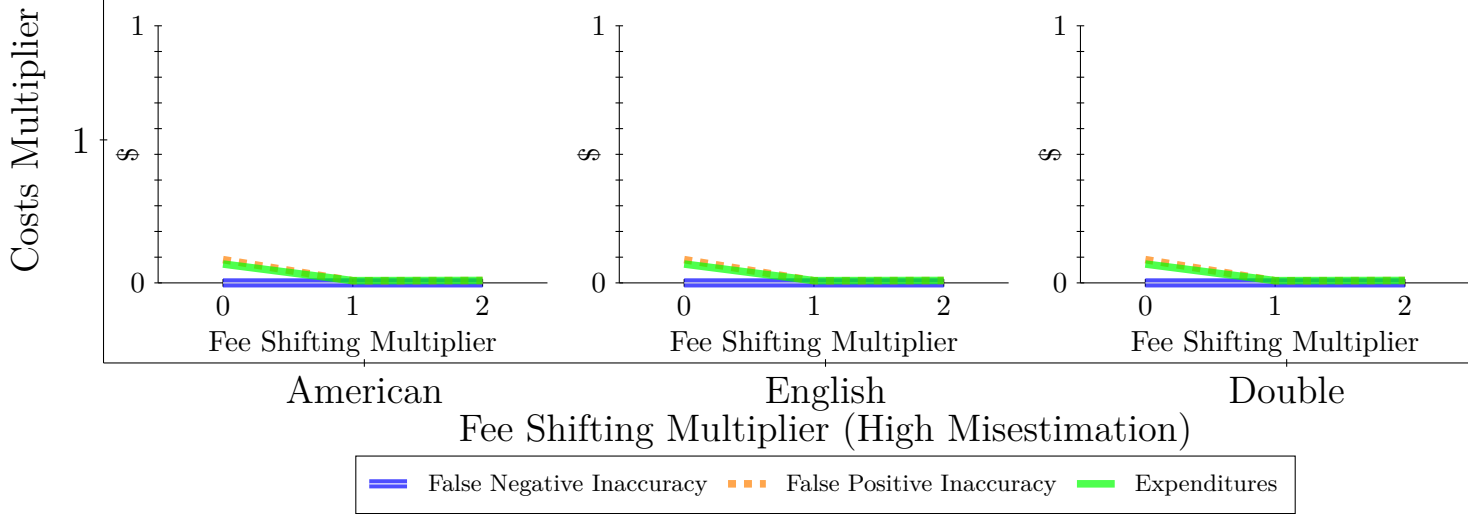 Costs Multiplier
1
1
$
0
0 1 2
Fee Shifting Multiplier
1
$
0
0 1 2
Fee Shifting Multiplier
1
$
0
0 1 2
Fee Shifting Multiplier
American English Double
Fee Shifting Multiplier (High Misestimation)
False Negative Inaccuracy False Positive Inaccuracy Expenditures